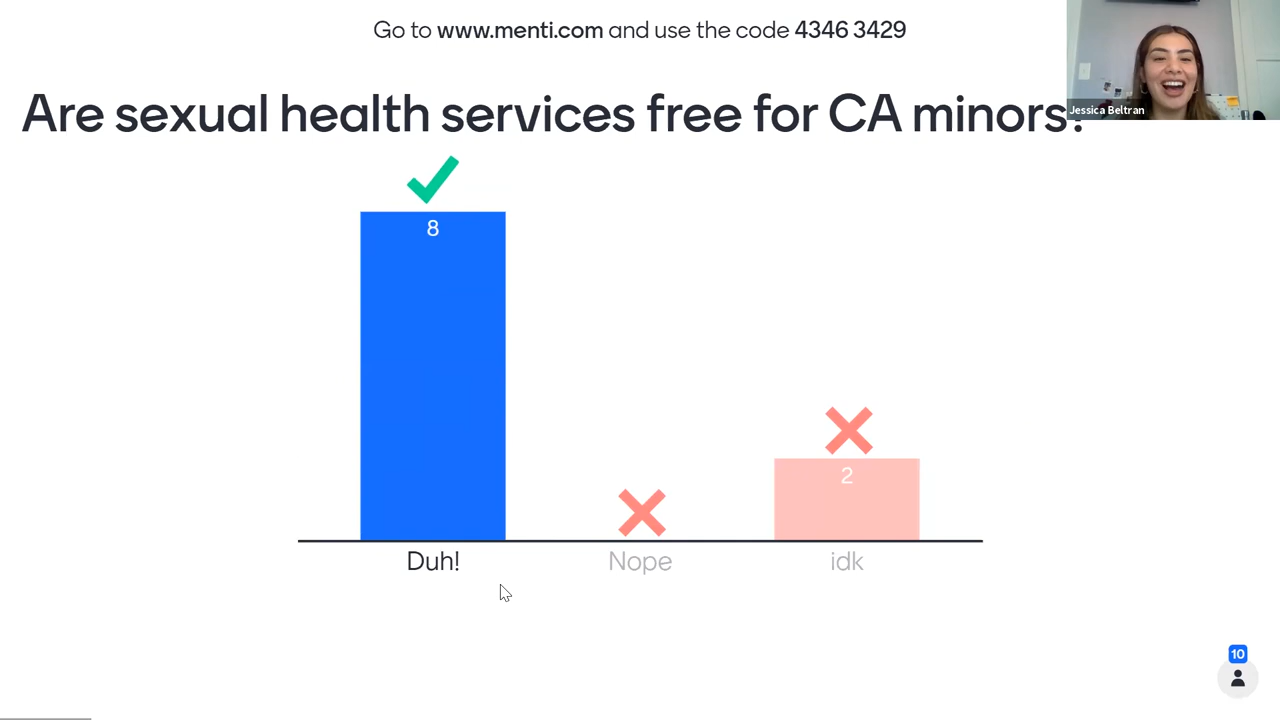 Go to www.menti.com and use the code 4346 3429
Jessica Beltran
Are sexual health services free for CA minors?
8
2
Duh!
Nope
idk
10